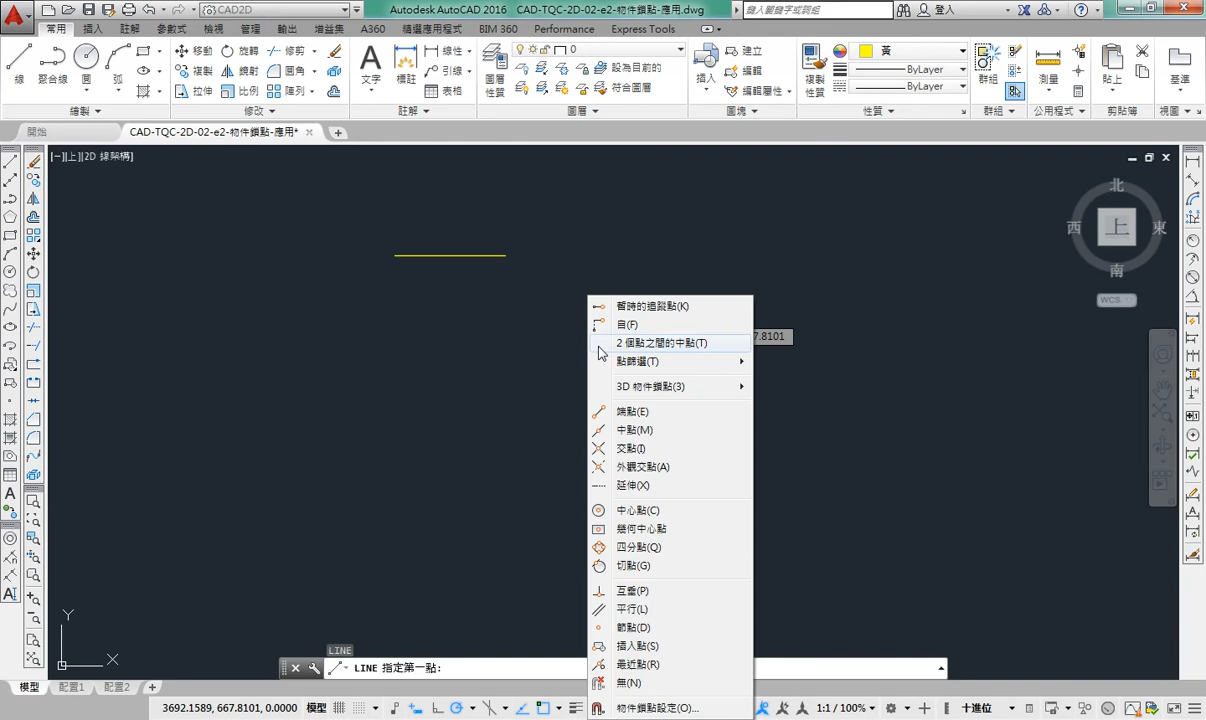 CAD2D
Autodesk AutoCAD 2016 CAD-TQC-2D-02-e2-物件鎖點-應用.dwg
鍵入關鍵字或詞組
登入
常用 插入 註解 參數式 檢視 管理 輸出 增益集 A360 精選應用程式 BIM 360 Performance Express Tools
線 聚合線 圓 弧
移動 旋轉 修剪
複製 鏡射 圓角
拉伸 比例 陣列
文字 標註
線性
引線
表格
圖層性質
0
設為目前的
符合圖層
插入
建立
編輯
編輯屬性
複製性質
黃
ByLayer
ByLayer
群組 測量 貼上 基準
繪製 修改 註解 圖層 圖塊 性質 群組 公用程式 剪貼簿 視圖
開始 CAD-TQC-2D-02-e2-物件鎖點-應用*
[−][上][2D 線架構]
北
西 上 東
南
WCS
暫時的追蹤點(K)
自(F)
2 個點之間的中點(T)
7.8101
點篩選(T)
3D 物件鎖點(3)
端點(E)
中點(M)
交點(I)
外觀交點(A)
延伸(X)
中心點(C)
幾何中心點
四分點(Q)
切點(G)
互垂(P)
平行(L)
節點(D)
插入點(S)
最近點(R)
無(N)
物件鎖點設定(O)...
Y
X
LINE
LINE 指定第一點:
模型 配置1 配置2
3692.1589, 667.8101, 0.0000 模型
1:1 / 100% 十進位